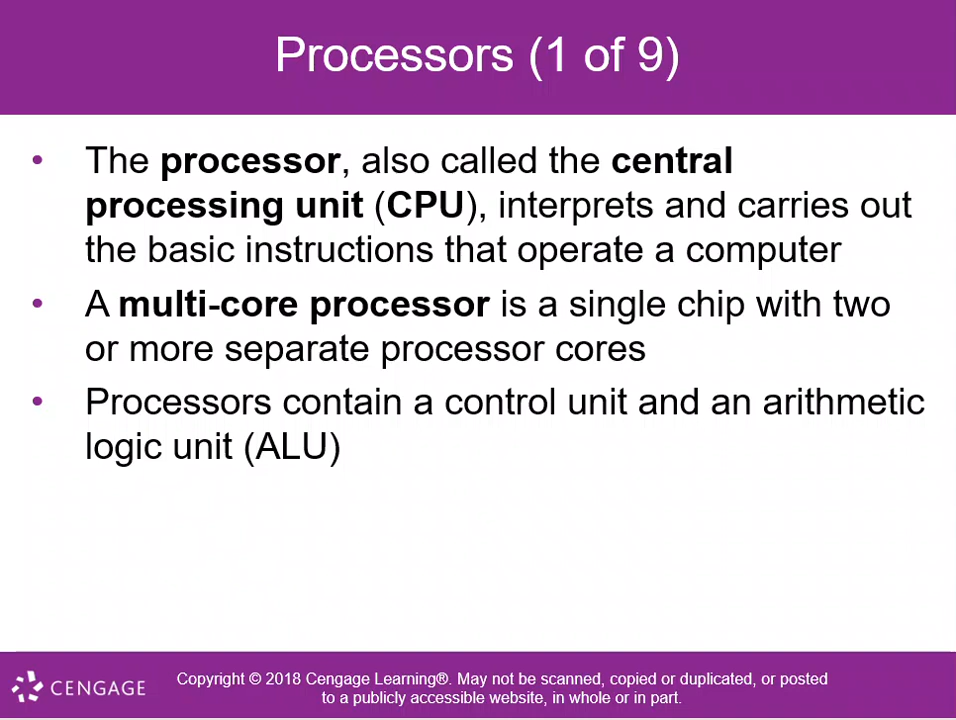 Processors (1 of 9)
• The processor, also called the central
processing unit (CPU), interprets and carries out
the basic instructions that operate a computer
• A multi-core processor is a single chip with two
or more separate processor cores
• Processors contain a control unit and an arithmetic
logic unit (ALU)
CENGAGE
Copyright © 2018 Cengage Learning®. May not be scanned, copied or duplicated, or posted
to a publicly accessible website, in whole or in part.